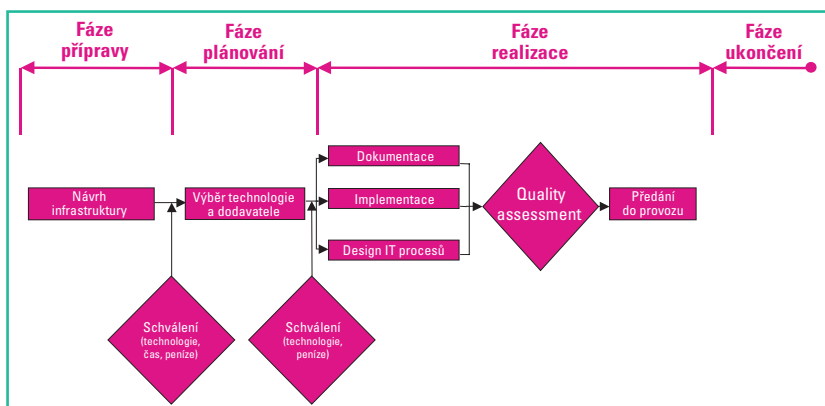 Fáze
přípravy
Fáze
plánování
Fáze
realizace
Fáze
ukončení
Návrh
infrastruktury
Výběr technologie
a dodavatele
Dokumentace
Implementace
Design IT procesů
Quality
assessment
Předání
do provozu
Schválení
(technologie,
čas, peníze)
Schválení
(technologie,
peníze)